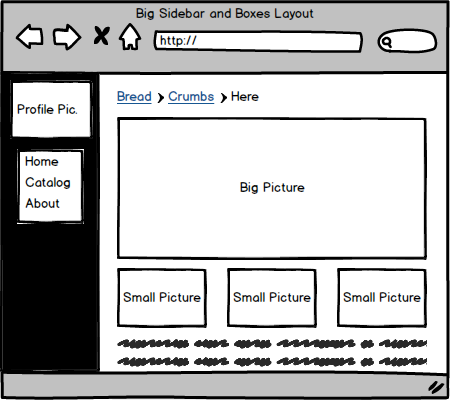 Big Sidebar and Boxes Layout
http://
Profile Pic.
Home
Catalog
About
Bread Crumbs Here
Big Picture
Small Picture Small Picture Small Picture